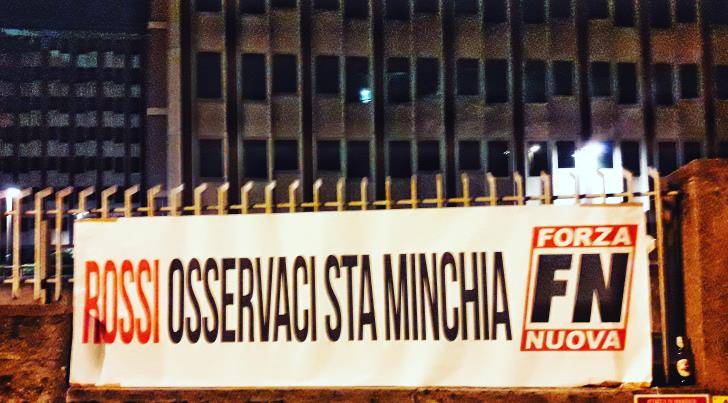 ROSSI OSSERVACI STA MINCHIA
FORZA
FN
NUOVA